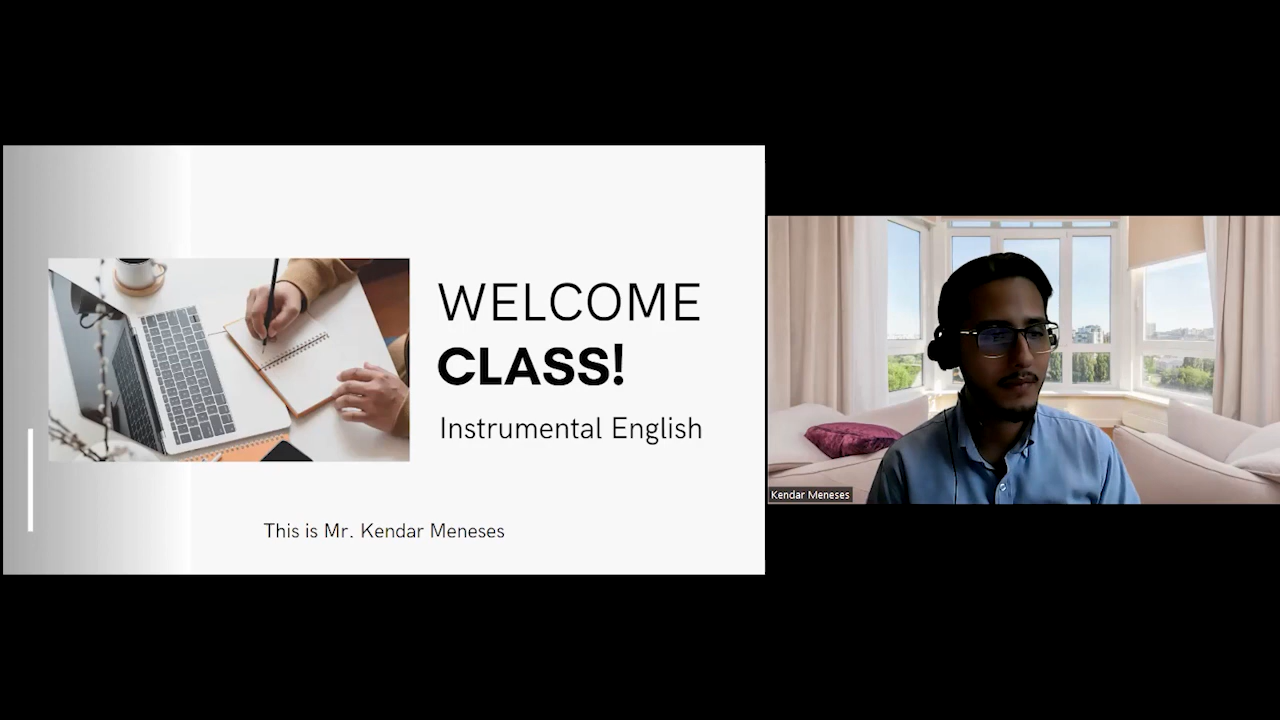 WELCOME
CLASS!
Instrumental English
This is Mr. Kendar Meneses
Kendar Meneses